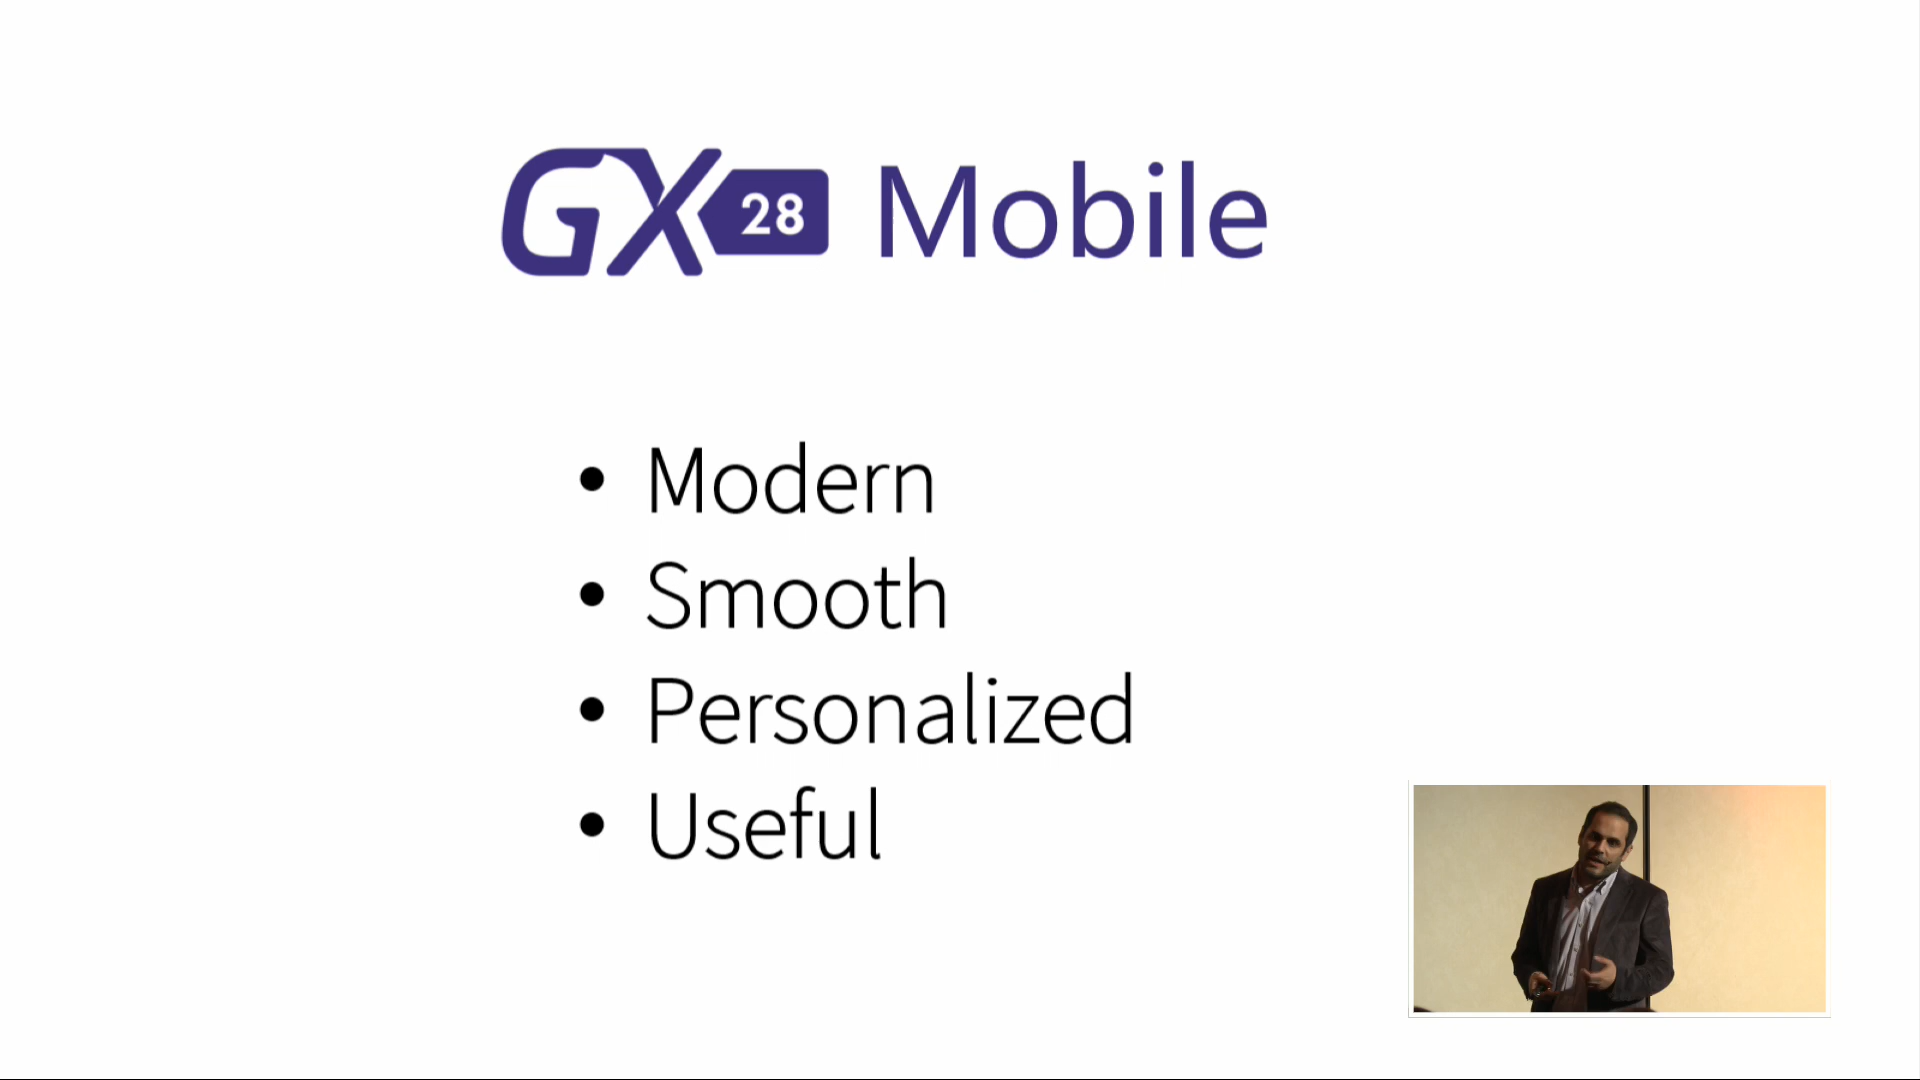 GX 28 Mobile
• Modern
• Smooth
• Personalized
• Useful